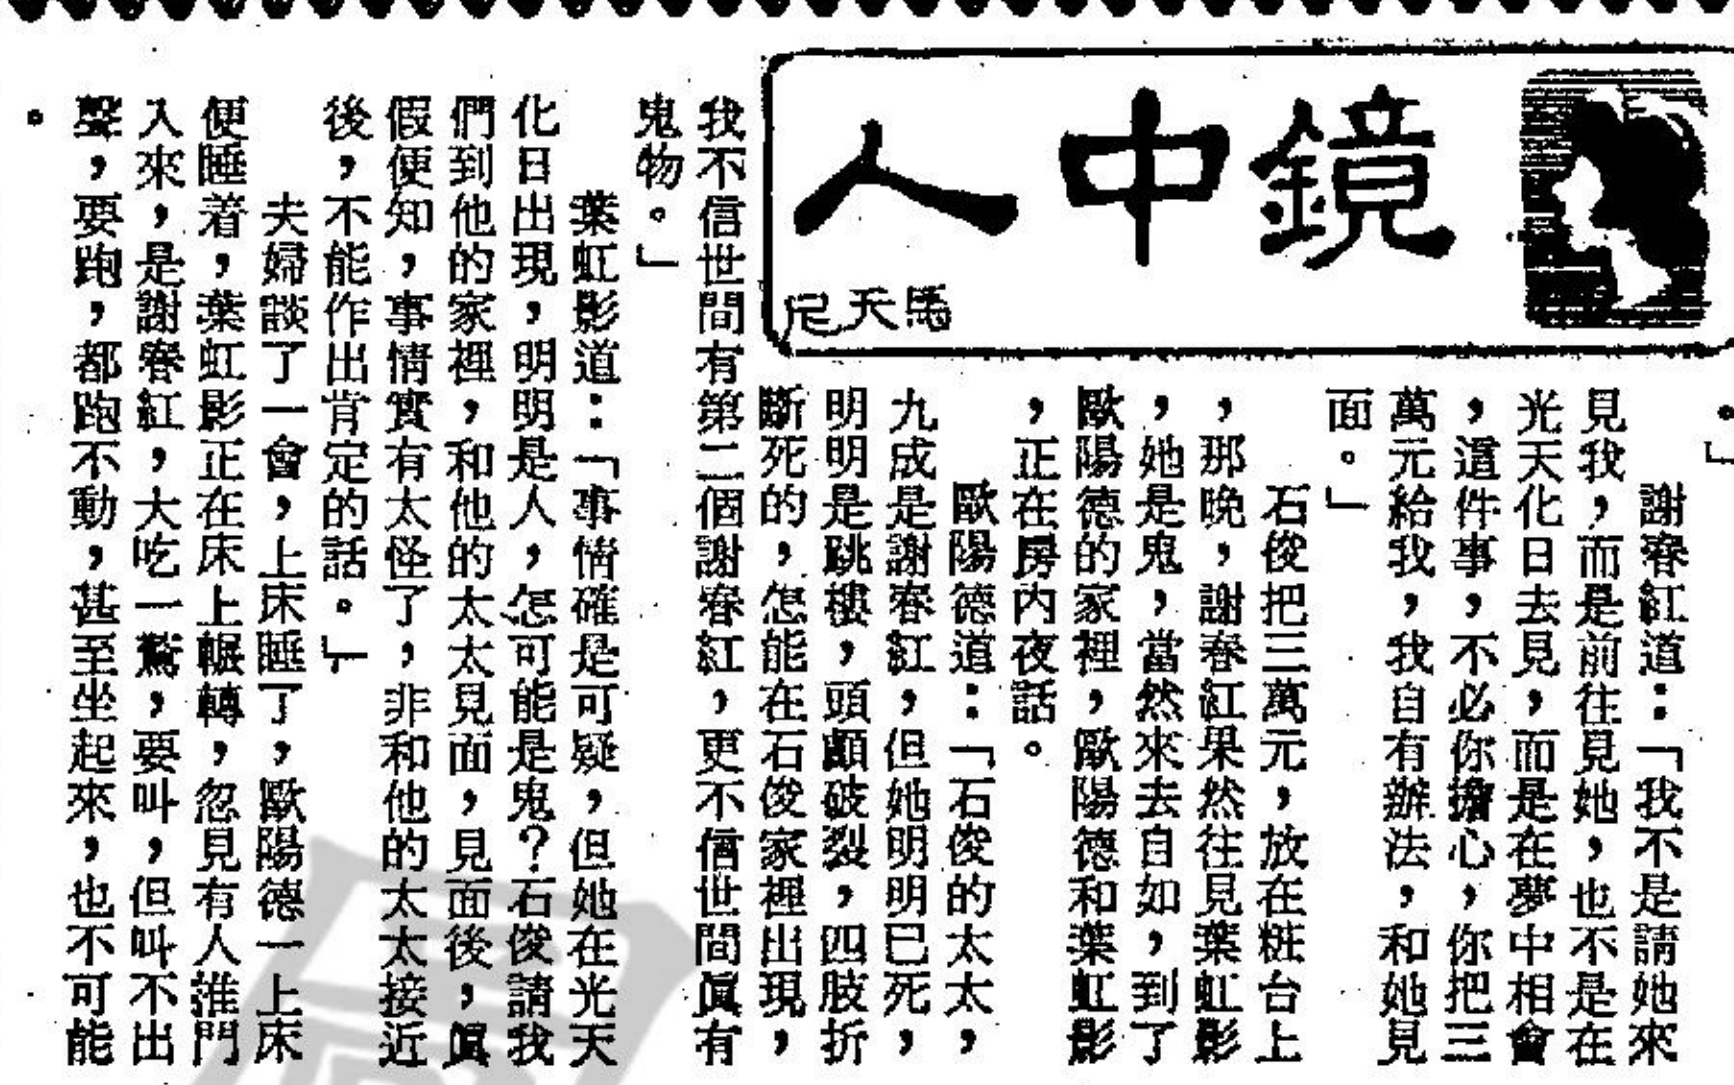 鏡中人
馬天尼
。」
謝春紅道：「我不是請她來
見我，而是前往見她，也不是在
光天化日去見，而是在夢中相會
，這件事，不必你擔心，你把三
萬元給我，我自有辦法，和她見
面。」
石俊把三萬元，放在粧台上
，那晚，謝春紅果然往見葉虹影
，她是鬼，當然來去自如，到了
歐陽德的家裡，歐陽德和葉虹影
，正在房內夜話。
歐陽德道：「石俊的太太，
九成是謝春紅，但她明明已死，
明明是跳樓，頭顱破裂，四肢折
斷死的，怎能在石俊家裡出現，
我不信世間有第二個謝春紅，更不信世間眞有
鬼物。」
葉虹影道：「事情確是可疑，但她在光天
化日出現，明明是人，怎可能是鬼？石俊請我
們到他的家裡，和他的太太見面，見面後，眞
假便知，事情實有太怪了，非和他的太太接近
後，不能作出肯定的話。」
夫婦談了一會，上床睡了，歐陽德一上床
便睡着，葉虹影正在床上輾轉，忽見有人推門
入來，是謝春紅，大吃一驚，要叫，但叫不出
聲，要跑，都跑不動，甚至坐起來，也不可能
。